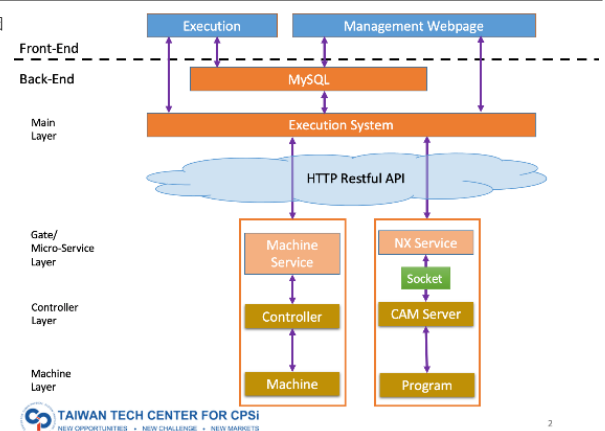 Execution
Management Webpage
Front-End
Back-End
MySQL
Main
Layer
Execution System
HTTP Restful API
Gate/
Micro-Service
Layer
Machine
Service
NX Service
Socket
Controller
Layer
Controller
CAM Server
Machine
Layer
Machine
Program
TAIWAN TECH CENTER FOR CPSi
NEW OPPORTUNITIES • NEW CHALLENGE • NEW MARKETS
2